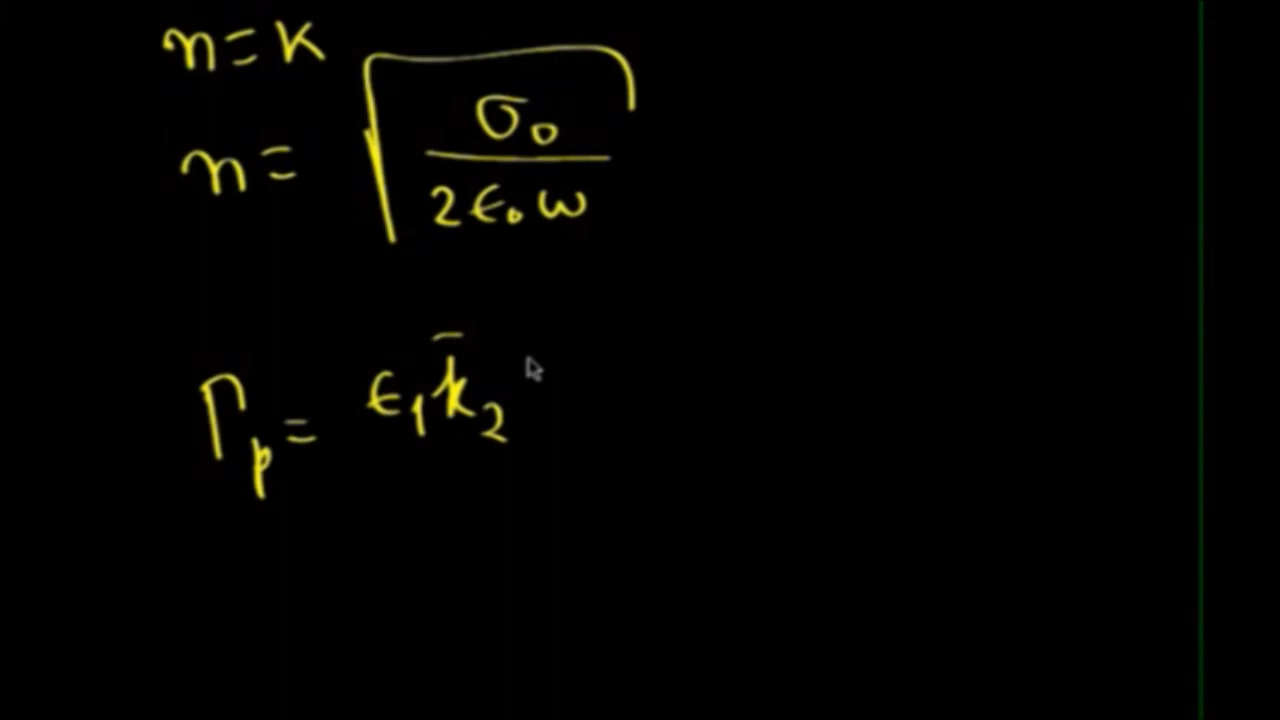 n=k
n= √(σ₀ / 2ϵ₀ω)
Γₚ= ϵ₁k̄₂